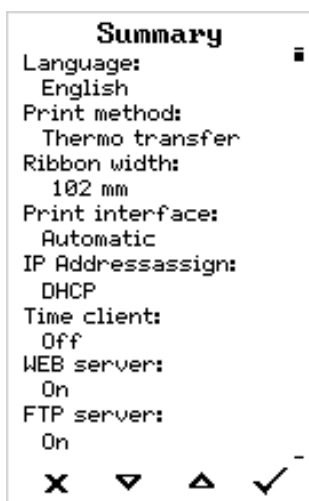 Summary
Language:
English
Print method:
Thermo transfer
Ribbon width:
102 mm
Print interface:
Automatic
IP Addressassign:
DHCP
Time client:
Off
WEB server:
On
FTP server:
On